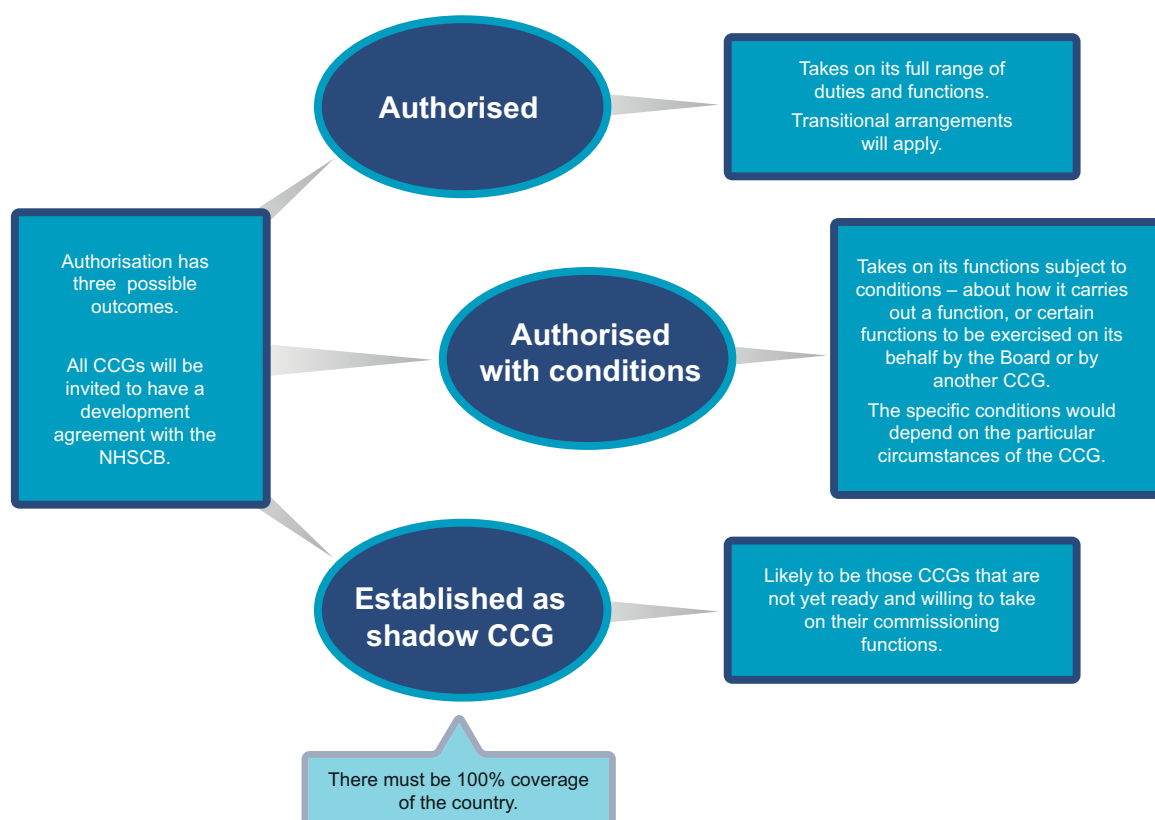 Authorised
Takes on its full range of
duties and functions.
Transitional arrangements
will apply.
Authorisation has
three possible
outcomes.
All CCGs will be
invited to have a
development
agreement with the
NHSCB.
Authorised
with conditions
Takes on its functions subject to
conditions – about how it carries
out a function, or certain
functions to be exercised on its
behalf by the Board or by
another CCG.
The specific conditions would
depend on the particular
circumstances of the CCG.
Established as
shadow CCG
Likely to be those CCGs that are
not yet ready and willing to take
on their commissioning
functions.
There must be 100% coverage
of the country.